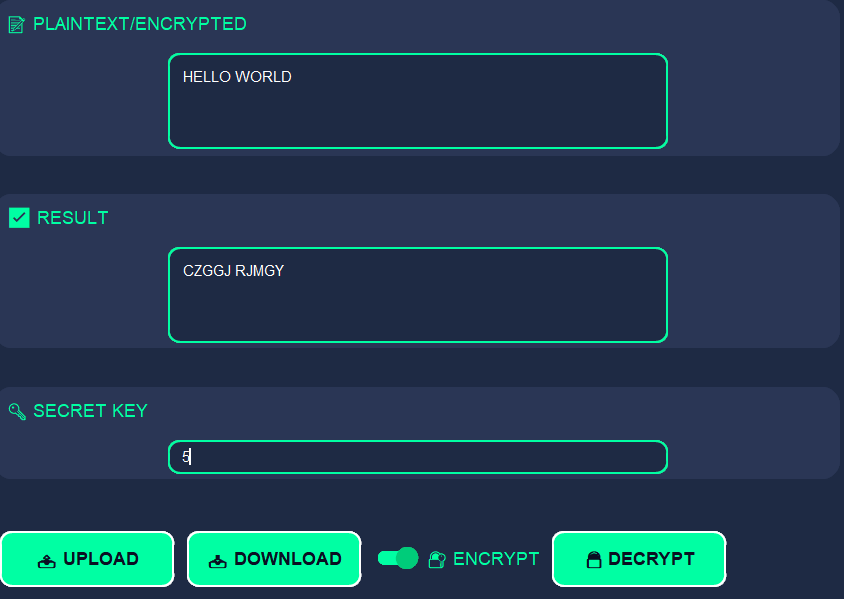 PLAINTEXT/ENCRYPTED
HELLO WORLD
RESULT
CZGGJ RJMGY
SECRET KEY
5
UPLOAD DOWNLOAD ENCRYPT DECRYPT